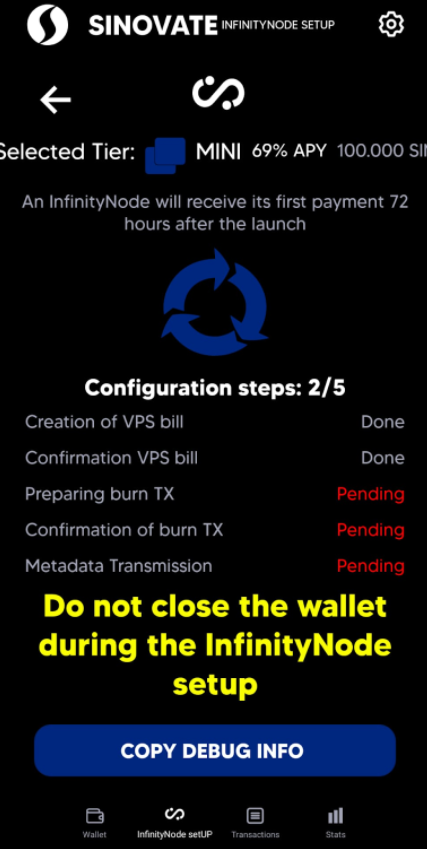 SINOVATE INFINITYNODE SETUP
Selected Tier: MINI 69% APY 100.000 SIN
An InfinityNode will receive its first payment 72
hours after the launch
Configuration steps: 2/5
Creation of VPS bill Done
Confirmation VPS bill Done
Preparing burn TX Pending
Confirmation of burn TX Pending
Metadata Transmission Pending
Do not close the wallet
during the InfinityNode
setup
COPY DEBUG INFO
Wallet InfinityNode setUP Transactions Stats